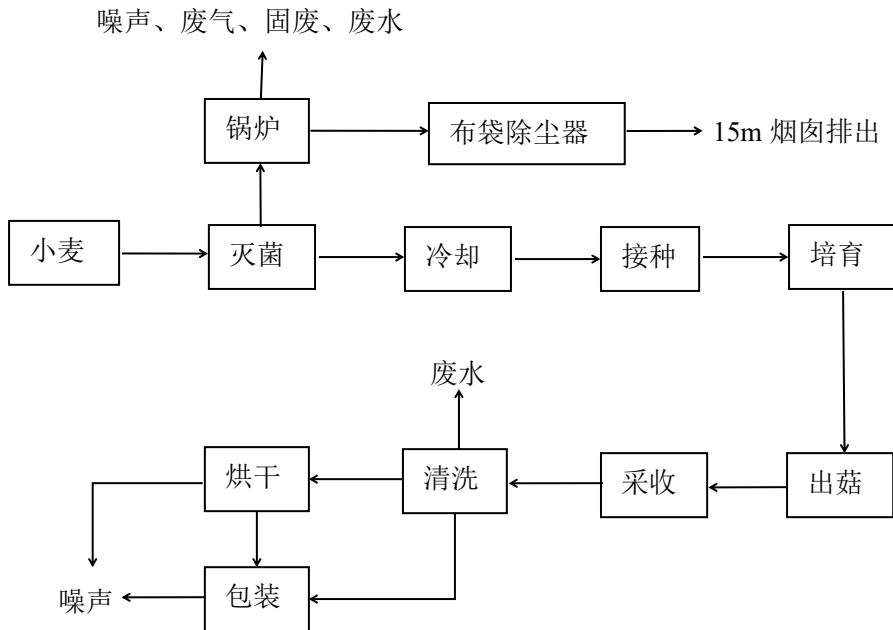 噪声、废气、固废、废水
锅炉
布袋除尘器
15m 烟囱排出
小麦
灭菌
冷却
接种
培育
废水
烘干
清洗
采收
出菇
噪声
包装